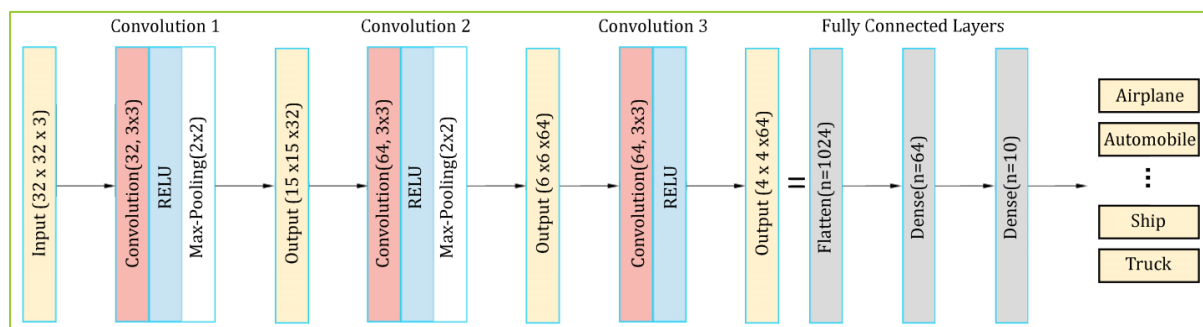 Convolution 1
Convolution 2
Convolution 3
Fully Connected Layers
Input (32 x 32 x 3)
Convolution(32, 3x3)
RELU
Max-Pooling(2x2)
Output (15 x15 x32)
Convolution(64, 3x3)
RELU
Max-Pooling(2x2)
Output (6 x6 x64)
Convolution(64, 3x3)
RELU
Output (4 x 4 x64)
=
Flatten(n=1024)
Dense(n=64)
Dense(n=10)
Airplane
Automobile
...
Ship
Truck